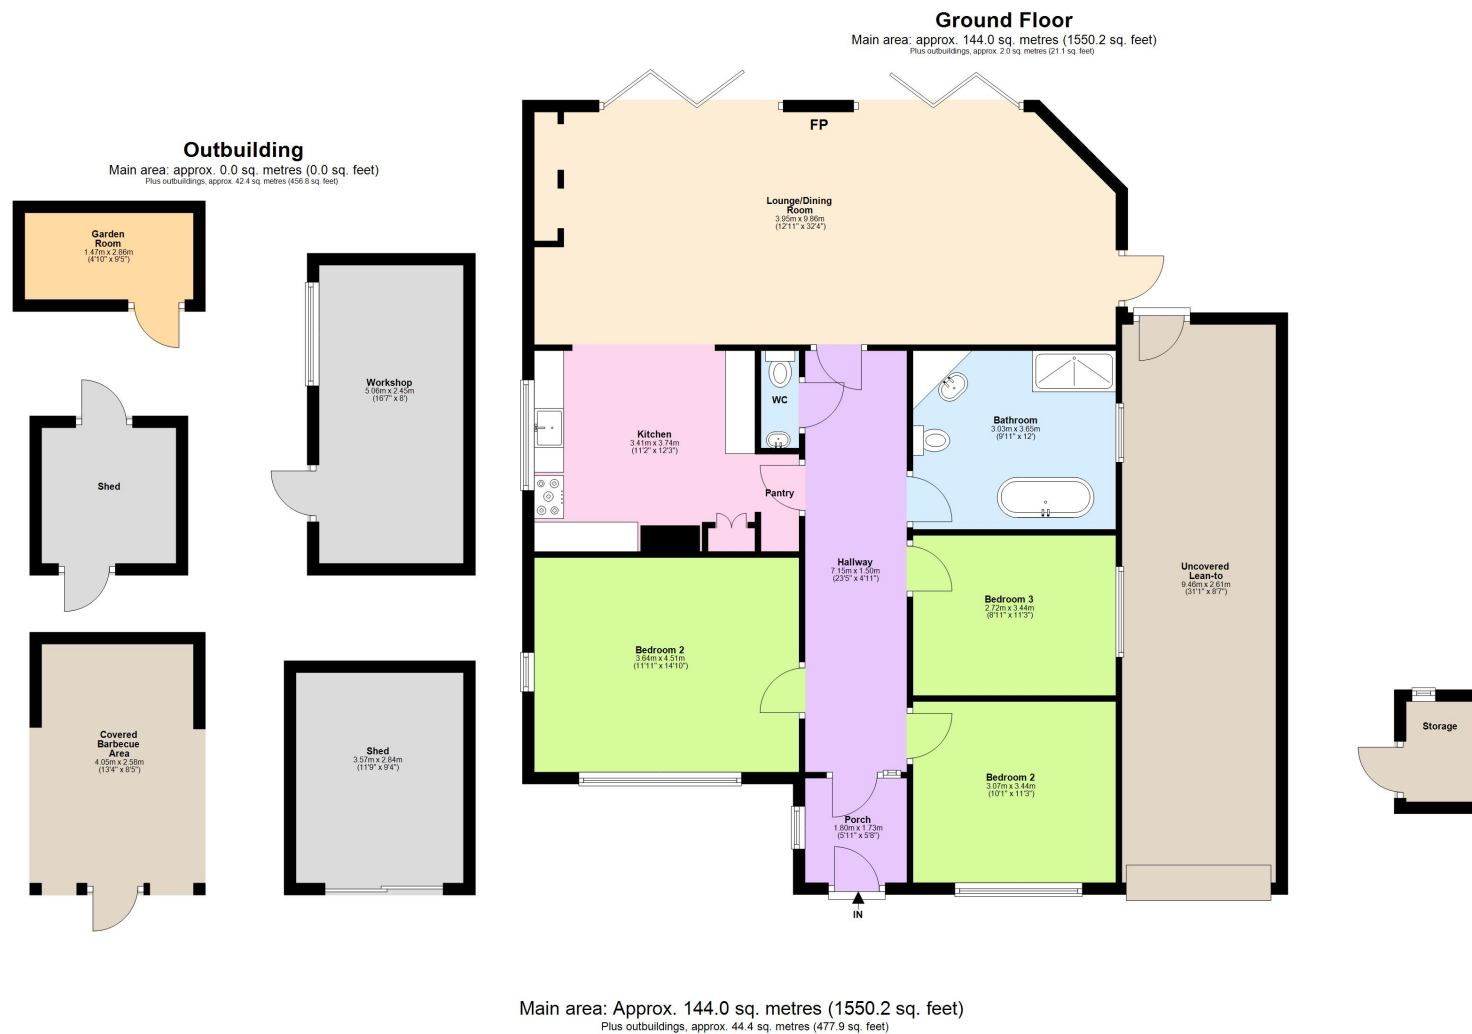 Ground Floor
Main area: approx. 144.0 sq. metres (1550.2 sq. feet)
Plus outbuildings, approx. 2.0 sq. metres (21.1 sq. feet)
Outbuilding
Main area: approx. 0.0 sq. metres (0.0 sq. feet)
Plus outbuildings, approx. 42.4 sq. metres (456.8 sq. feet)
FP
Lounge/Dining
Room
3.95m x 9.86m
(12'11" x 32'4")
Garden
Room
1.47m x 2.86m
(4'10" x 9'5")
Workshop
5.06m x 2.45m
(16'7" x 8')
Shed
Kitchen
3.41m x 3.74m
(11'2" x 12'3")
WC
Pantry
Bathroom
3.03m x 3.65m
(9'11" x 12')
Hallway
7.15m x 1.50m
(23'5" x 4'11")
Uncovered
Lean-to
9.46m x 2.61m
(31'1" x 8'7")
Bedroom 3
2.72m x 3.44m
(8'11" x 11'3")
Bedroom 2
3.64m x 4.51m
(11'11" x 14'10")
Storage
Covered
Barbecue
Area
4.05m x 2.58m
(13'4" x 8'5")
Shed
3.57m x 2.84m
(11'9" x 9'4")
Bedroom 2
3.07m x 3.44m
(10'1" x 11'3")
Porch
1.80m x 1.73m
(5'11" x 5'8")
IN
Main area: Approx. 144.0 sq. metres (1550.2 sq. feet)
Plus outbuildings, approx. 44.4 sq. metres (477.9 sq. feet)